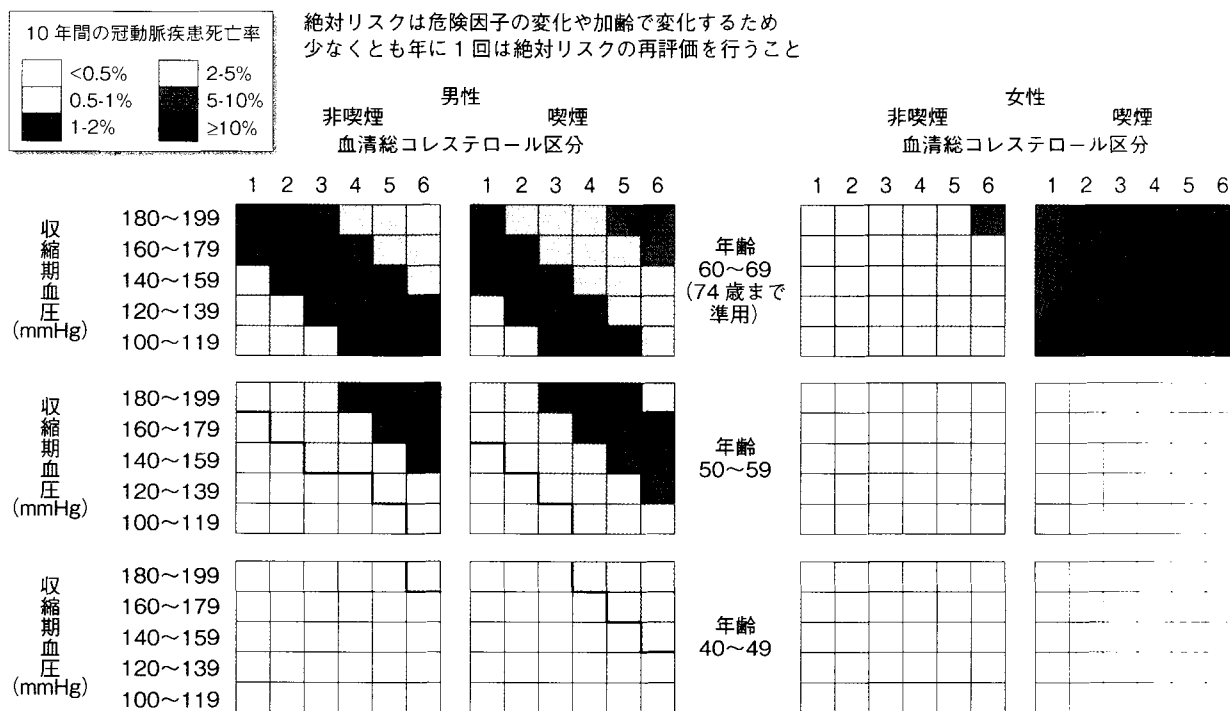 10 年間の冠動脈疾患死亡率
<0.5% 2-5%
0.5-1% 5-10%
1-2% ≥10%
絶対リスクは危険因子の変化や加齢で変化するため
少なくとも年に 1 回は絶対リスクの再評価を行うこと
男性
非喫煙 喫煙
血清総コレステロール区分
女性
非喫煙 喫煙
血清総コレステロール区分
1 2 3 4 5 6 1 2 3 4 5 6 1 2 3 4 5 6 1 2 3 4 5 6
収縮期血圧
(mmHg)
180〜199
160〜179
140〜159
120〜139
100〜119
年齢
60〜69
(74 歳まで
準用)
収縮期血圧
(mmHg)
180〜199
160〜179
140〜159
120〜139
100〜119
年齢
50〜59
収縮期血圧
(mmHg)
180〜199
160〜179
140〜159
120〜139
100〜119
年齢
40〜49